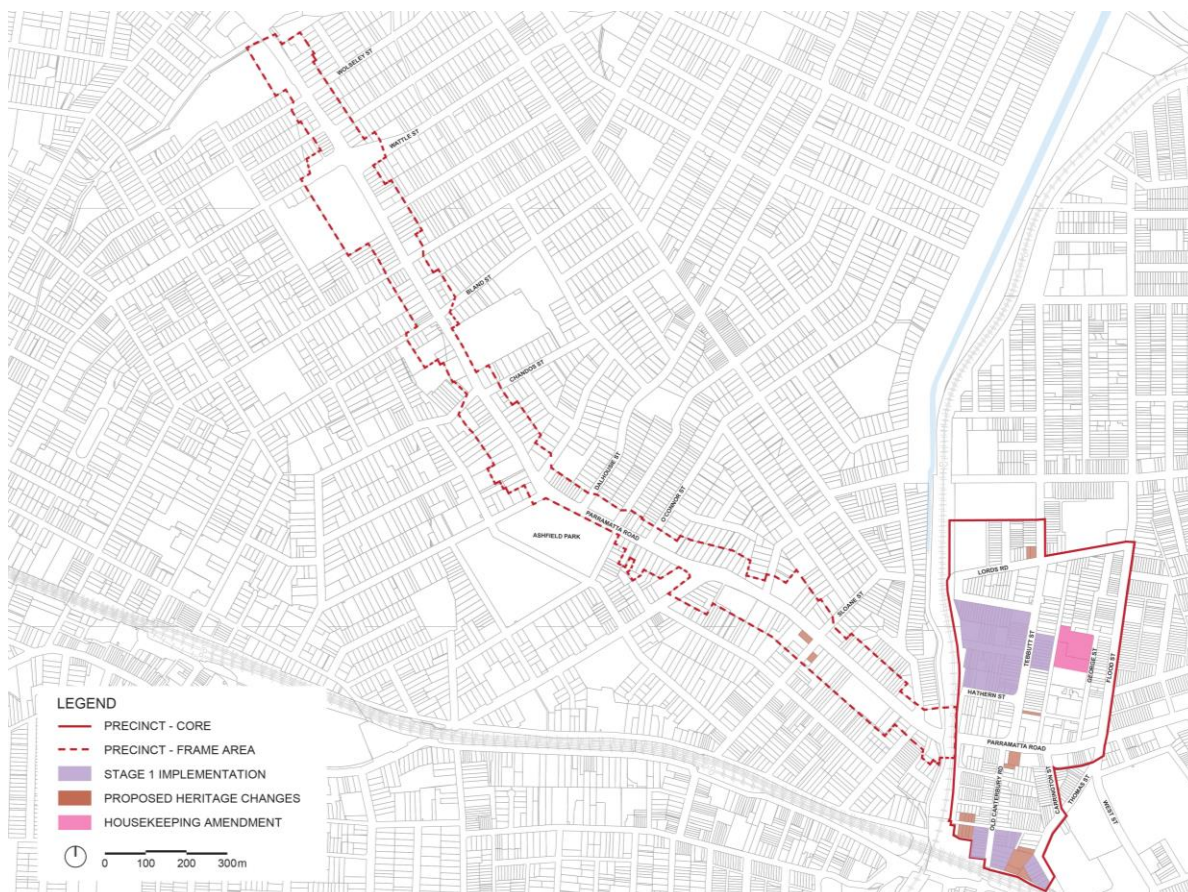 WOLSELEY ST
WATTLE ST
BLAND ST
CHANDOS ST
DALHOUSIE ST
O'CONNOR ST
PARRAMATTA ROAD
ASHFIELD PARK
SLOANE ST
LORDS RD
TEBBUTT ST
GEORGE ST
FLOOD ST
HATHERN ST
PARRAMATTA ROAD
OLD CANTERBURY RD
CARRINGTON ST
THOMAS ST
WEST ST
LEGEND
PRECINCT - CORE
PRECINCT - FRAME AREA
STAGE 1 IMPLEMENTATION
PROPOSED HERITAGE CHANGES
HOUSEKEEPING AMENDMENT
0 100 200 300m